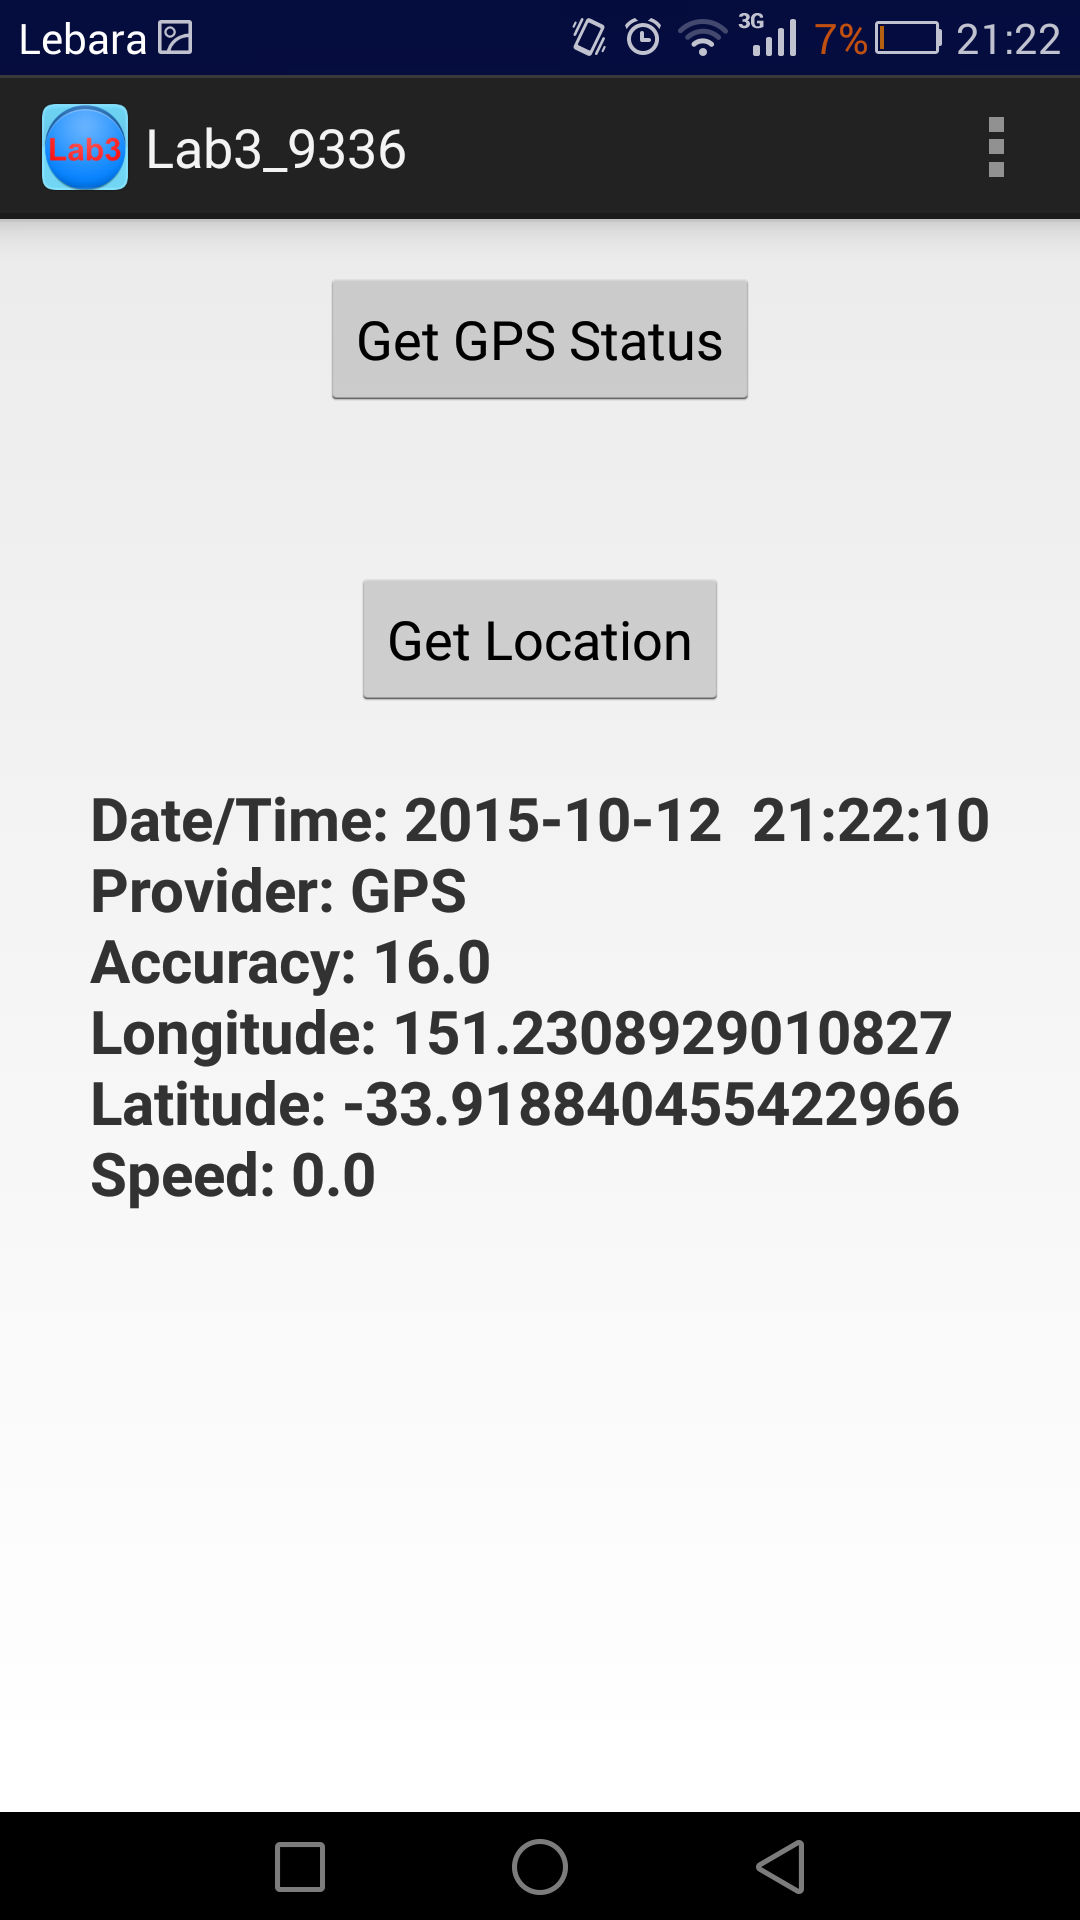 Lebara 3G 7% 21:22
Lab3 Lab3_9336
Get GPS Status
Get Location
Date/Time: 2015-10-12  21:22:10
Provider: GPS
Accuracy: 16.0
Longitude: 151.2308929010827
Latitude: -33.918840455422966
Speed: 0.0